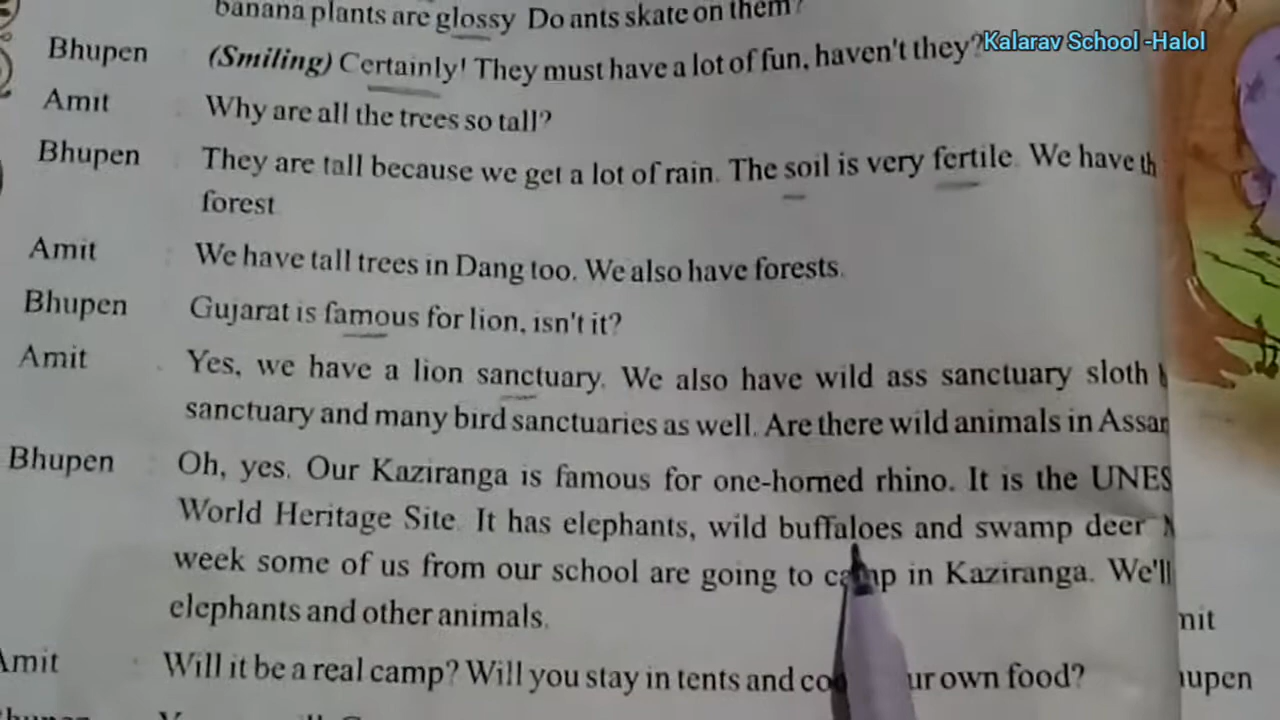 banana plants are glossy Do ants skate on them?
Kalarav School -Halol
Bhupen (Smiling) Certainly! They must have a lot of fun, haven't they?
Amit : Why are all the trees so tall?
Bhupen : They are tall because we get a lot of rain. The soil is very fertile. We have th
forest
Amit : We have tall trees in Dang too. We also have forests.
Bhupen : Gujarat is famous for lion, isn't it?
Amit : Yes, we have a lion sanctuary. We also have wild ass sanctuary sloth
sanctuary and many bird sanctuaries as well. Are there wild animals in Assam
Bhupen : Oh, yes. Our Kaziranga is famous for one-horned rhino. It is the UNES
World Heritage Site. It has elephants, wild buffaloes and swamp deer
week some of us from our school are going to camp in Kaziranga. We'll
elephants and other animals.
mit
Amit : Will it be a real camp? Will you stay in tents and own food?
upen